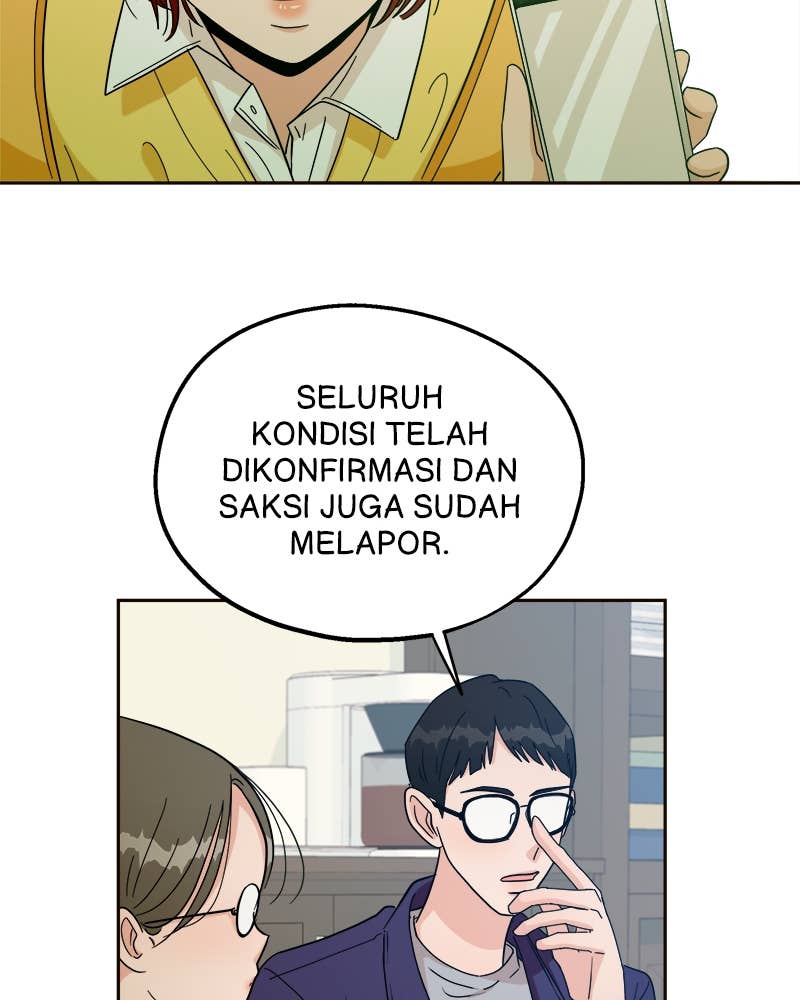 SELURUH
KONDISI TELAH
DIKONFIRMASI DAN
SAKSI JUGA SUDAH
MELAPOR.